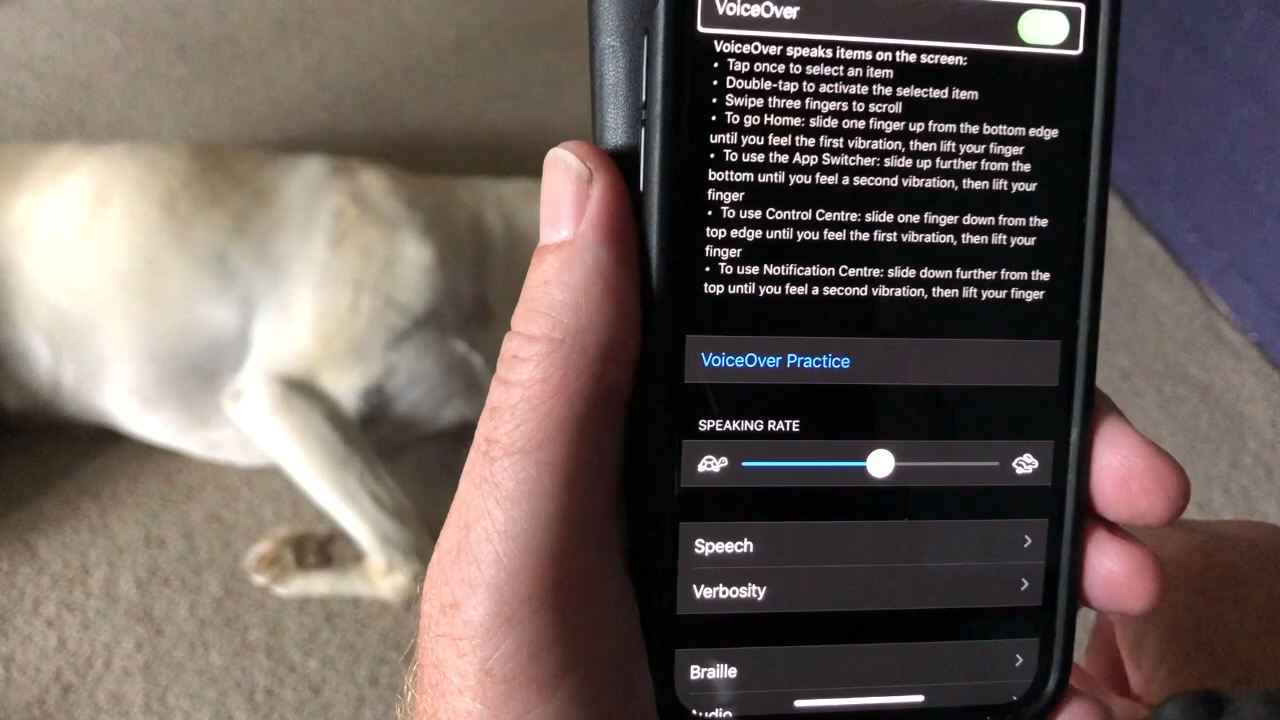 VoiceOver
VoiceOver speaks items on the screen:
• Tap once to select an item
• Double-tap to activate the selected item
• Swipe three fingers to scroll
• To go Home: slide one finger up from the bottom edge
until you feel the first vibration, then lift your finger
• To use the App Switcher: slide up further from the
bottom until you feel a second vibration, then lift your
finger
• To use Control Centre: slide one finger down from the
top edge until you feel the first vibration, then lift your
finger
• To use Notification Centre: slide down further from the
top until you feel a second vibration, then lift your finger
VoiceOver Practice
SPEAKING RATE
Speech
Verbosity
Braille
Audio